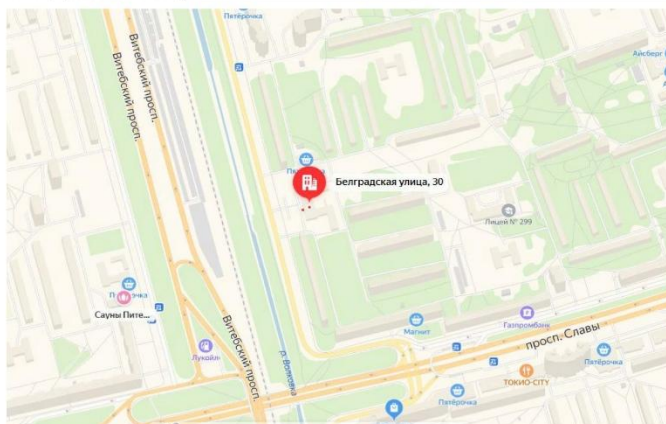 Пятёрочка
Айсберг
Витебский просп.
Витебский просп.
Белградская улица, 30
Лицей № 299
Сауны Пите...
Магнит
Газпромбанк
просп. Славы
Лукойл
Витебский просп.
р. Волковка
Пятёрочка
ТОКИО-CITY
Пятёрочка